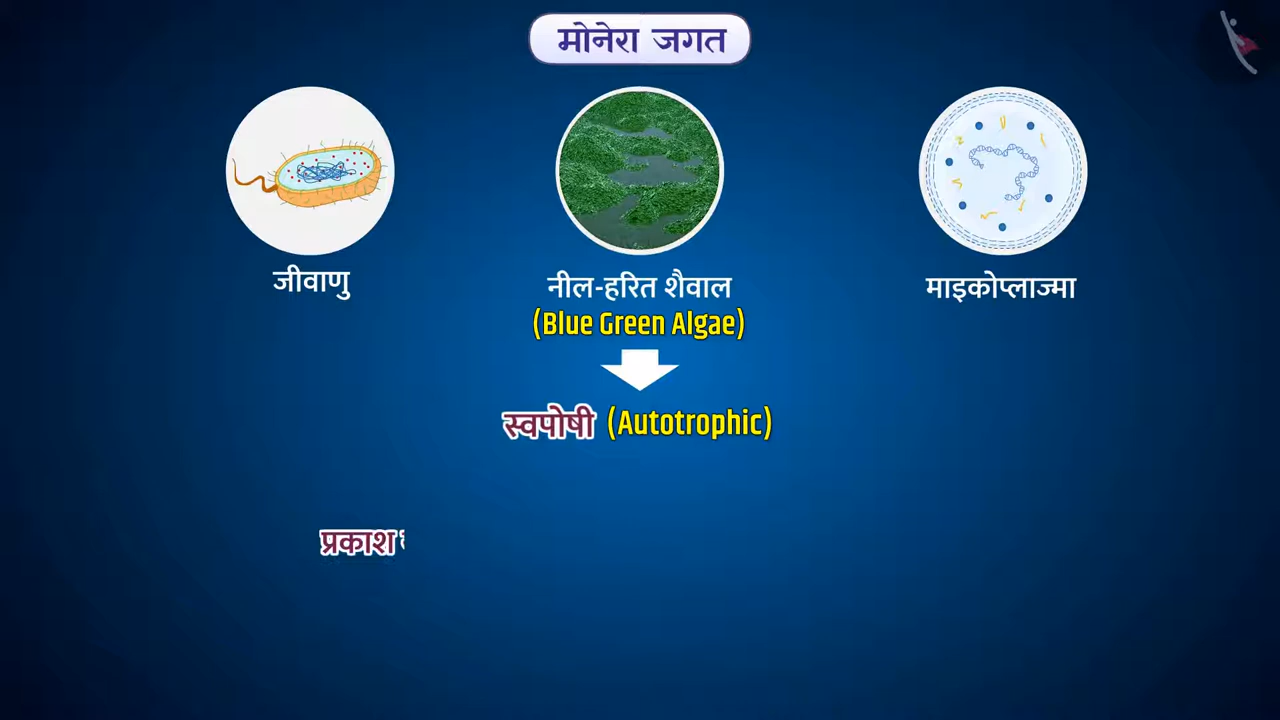 मोनेरा जगत
जीवाणु
नील-हरित शैवाल
माइकोप्लाज्मा
(Blue Green Algae)
स्वपोषी (Autotrophic)
प्रकाश